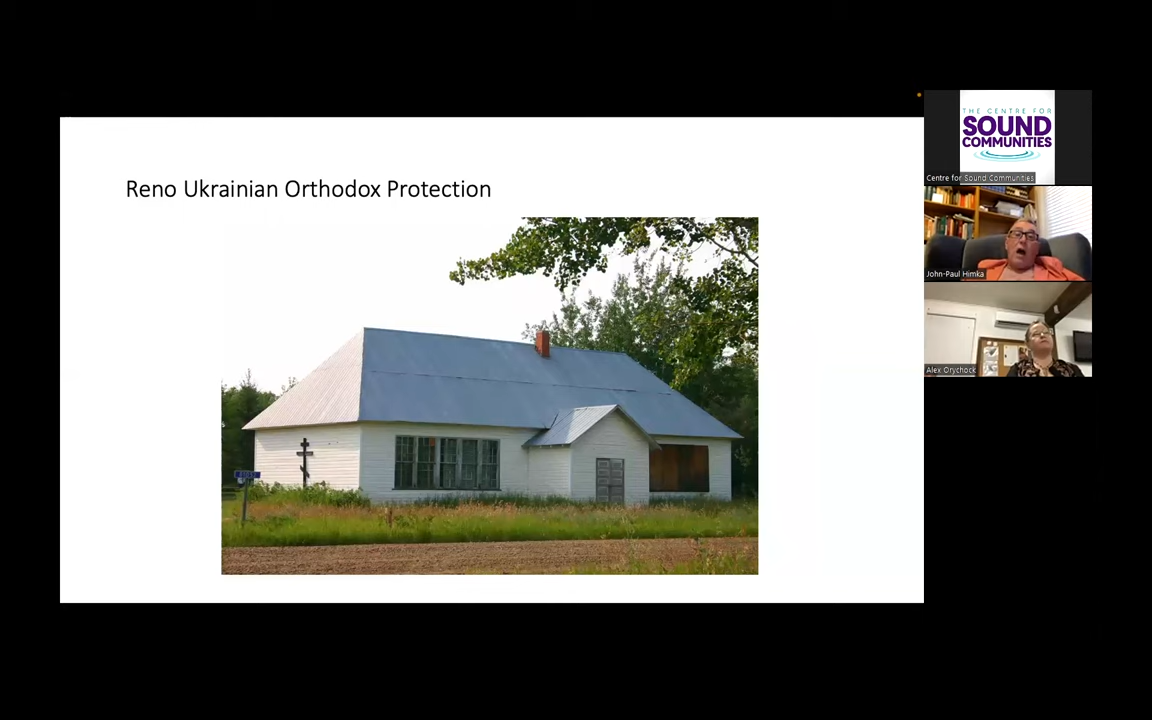 Reno Ukrainian Orthodox Protection
THE CENTRE FOR
SOUND
COMMUNITIES
Centre for Sound Communities
John-Paul Himka
Alex Orychock